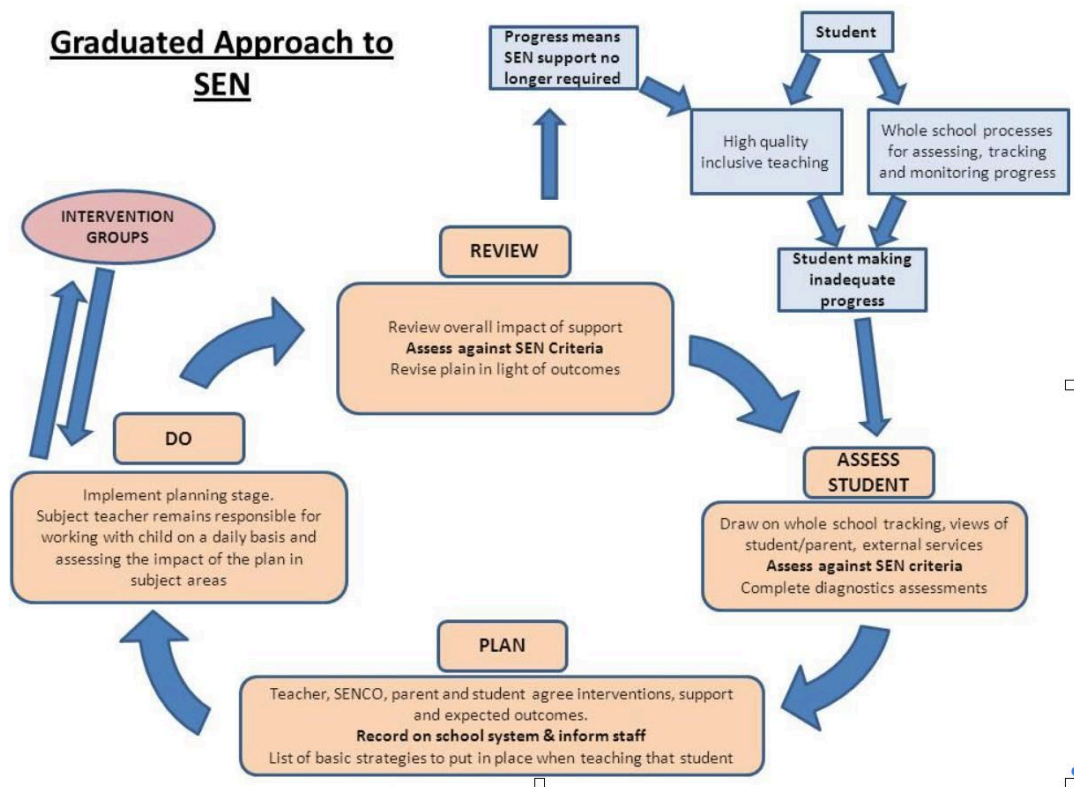 Graduated Approach to
SEN
Progress means
SEN support no
longer required
Student
High quality
inclusive teaching
Whole school processes
for assessing, tracking
and monitoring progress
Student making
inadequate
progress
INTERVENTION
GROUPS
REVIEW
Review overall impact of support
Assess against SEN Criteria
Revise plain in light of outcomes
DO
Implement planning stage.
Subject teacher remains responsible for
working with child on a daily basis and
assessing the impact of the plan in
subject areas
ASSESS
STUDENT
Draw on whole school tracking, views of
student/parent, external services
Assess against SEN criteria
Complete diagnostics assessments
PLAN
Teacher, SENCO, parent and student agree interventions, support
and expected outcomes.
Record on school system & inform staff
List of basic strategies to put in place when teaching that student